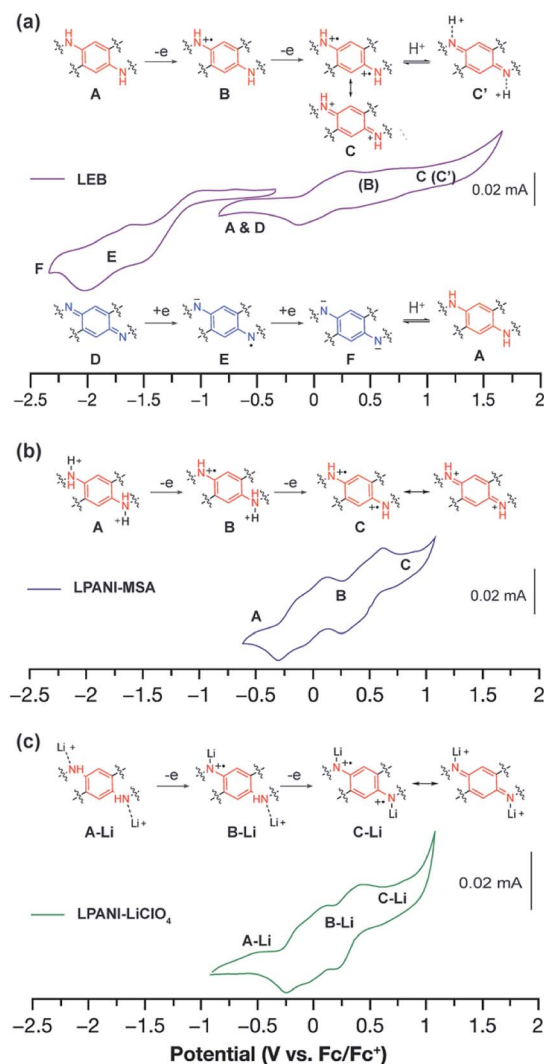 (a)
H N -e H N +• -e H N +• H⁺ H + N
N H N H +• N H N +H
A B C'
H N +
+ N H
C
LEB (B) C (C') 0.02 mA
A & D
F E
N +e N − +e N − H⁺ H N
N N • N − N H
D E F A
−2.5 −2 −1.5 −1 −0.5 0 0.5 1 1.5 2
(b)
H + N H -e H N +• -e H N +• H N +
H N +H H N +H +• N H + N H
A B C
LPANI-MSA A B C 0.02 mA
−2.5 −2 −1.5 −1 −0.5 0 0.5 1 1.5 2
(c)
Li + NH -e Li N +• -e Li N +• Li + N
HN Li+ HN Li+ +• N Li N Li+
A-Li B-Li C-Li
LPANI-LiClO₄ A-Li B-Li C-Li 0.02 mA
−2.5 −2 −1.5 −1 −0.5 0 0.5 1 1.5 2
Potential (V vs. Fc/Fc⁺)